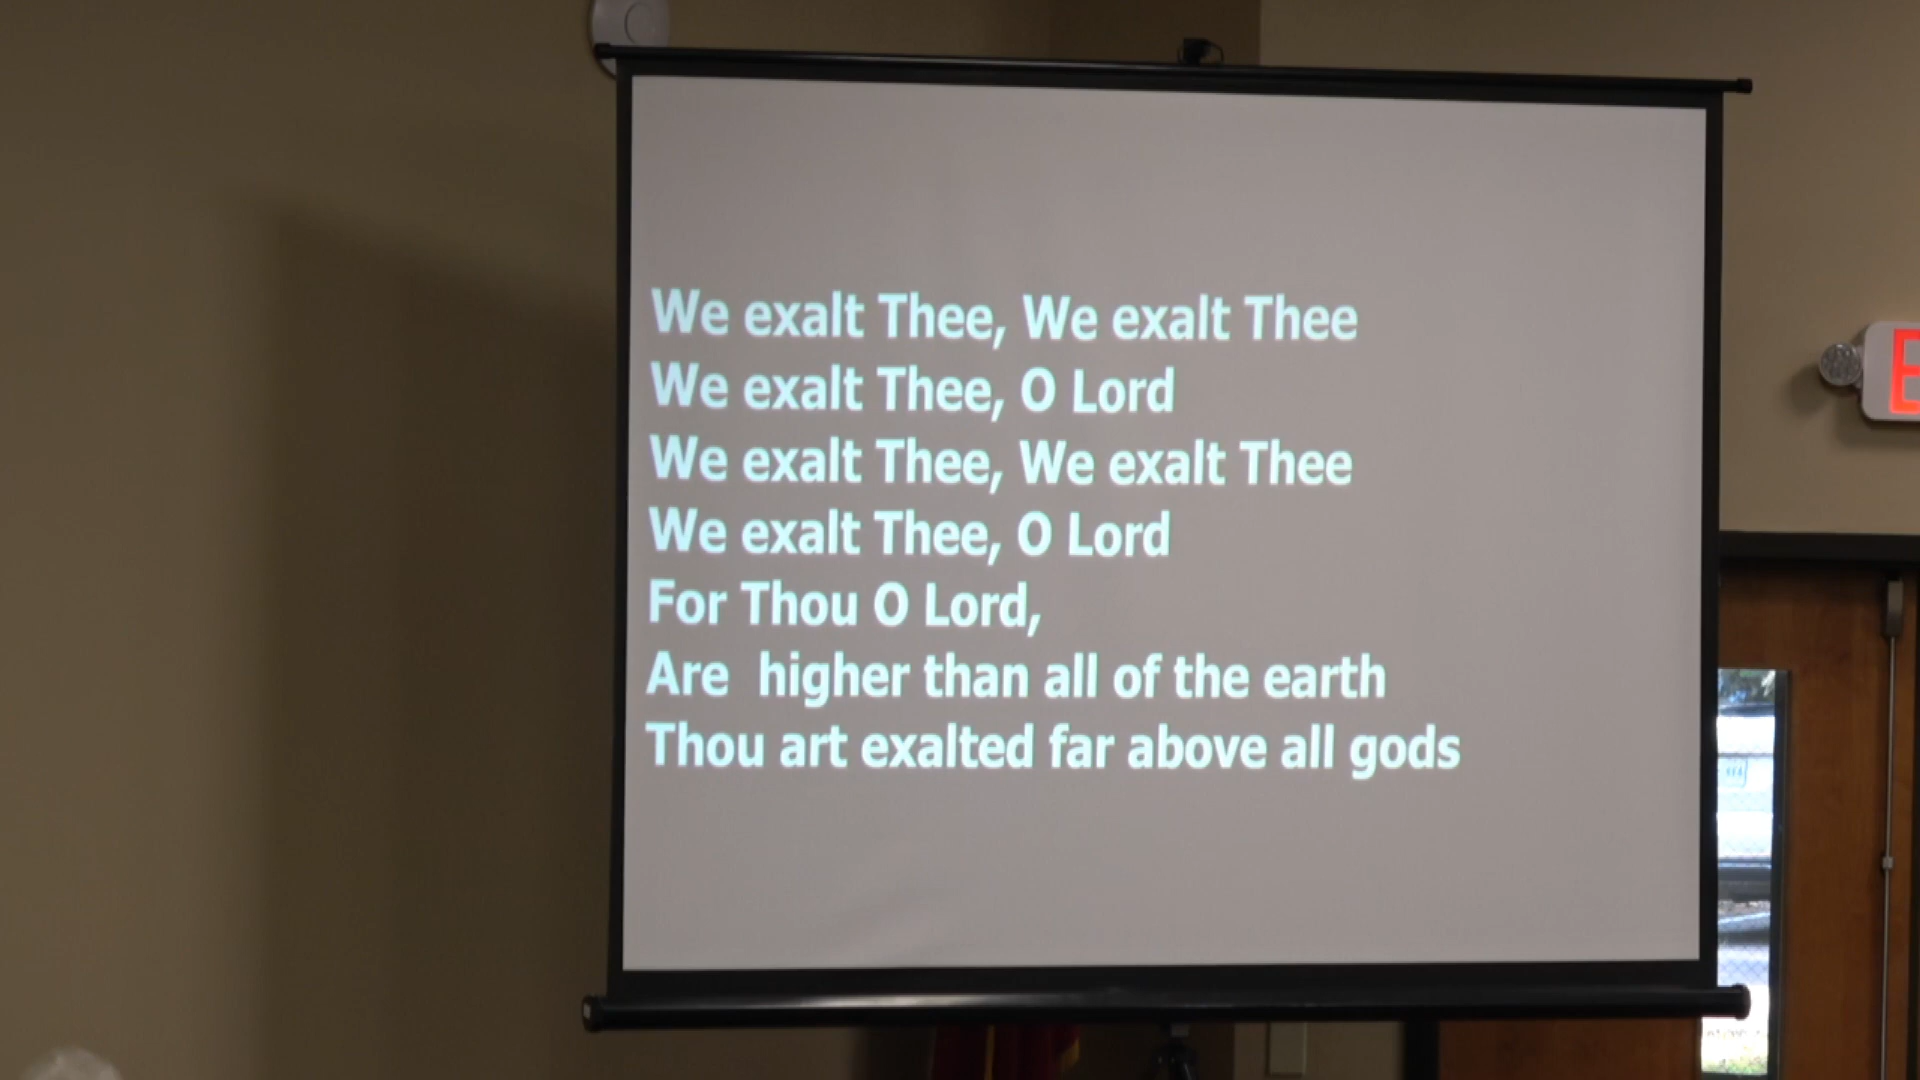 We exalt Thee, We exalt Thee
We exalt Thee, O Lord
We exalt Thee, We exalt Thee
We exalt Thee, O Lord
For Thou O Lord,
Are  higher than all of the earth
Thou art exalted far above all gods